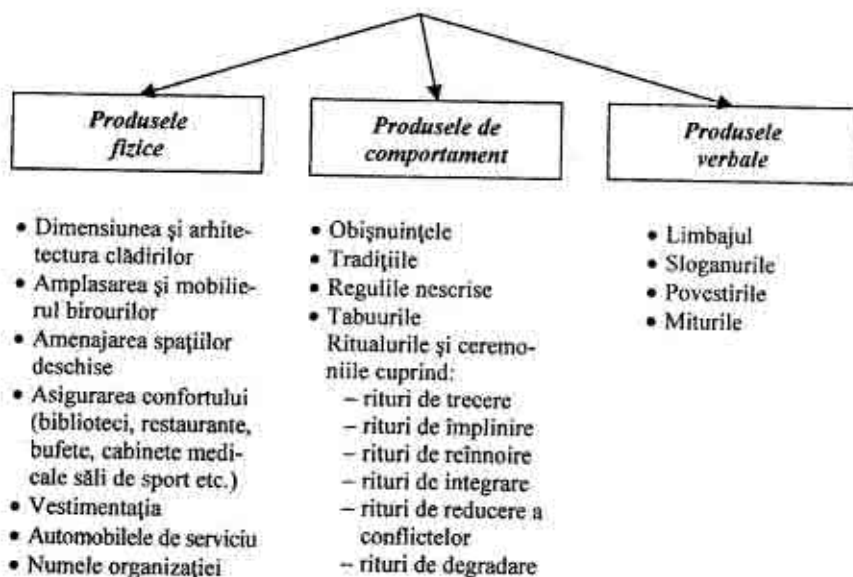 Produsele
fizice
Produsele de
comportament
Produsele
verbale
• Dimensiunea şi arhite-
tectura clădirilor
• Amplasarea şi mobilie-
rul birourilor
• Amenajarea spaţiilor
deschise
• Asigurarea confortului
(biblioteci, restaurante,
bufete, cabinete medi-
cale săli de sport etc.)
• Vestimentaţia
• Automobilele de serviciu
• Numele organizaţiei
• Obişnuinţele
• Tradiţiile
• Regulile nescrise
• Tabuurile
Ritualurile şi ceremo-
niile cuprind:
– rituri de trecere
– rituri de împlinire
– rituri de reînnoire
– rituri de integrare
– rituri de reducere a
conflictelor
– rituri de degradare
• Limbajul
• Sloganurile
• Povestirile
• Miturile